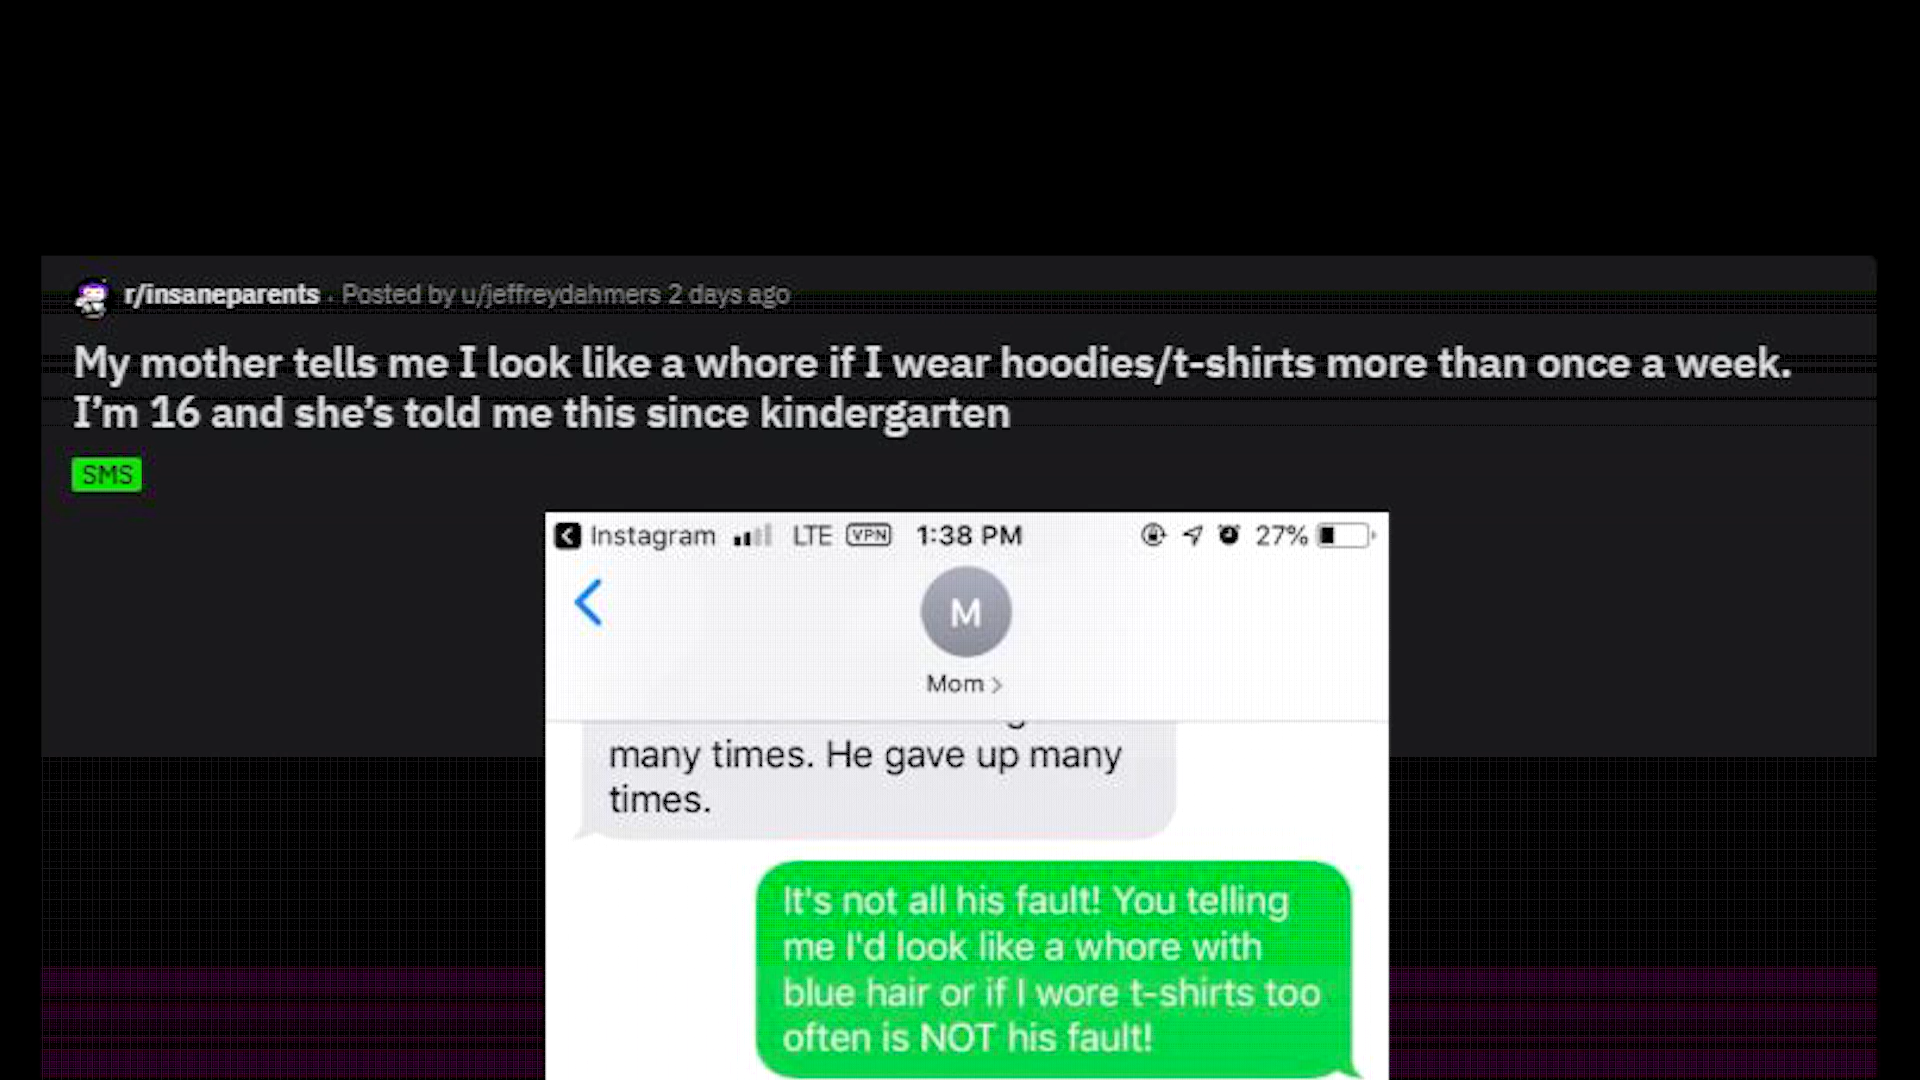 r/insaneparents · Posted by u/jeffreydahmers 2 days ago
My mother tells me I look like a whore if I wear hoodies/t-shirts more than once a week.
I’m 16 and she’s told me this since kindergarten
SMS
Instagram LTE VPN 1:38 PM 27%
M
Mom >
many times. He gave up many
times.
It's not all his fault! You telling
me I'd look like a whore with
blue hair or if I wore t-shirts too
often is NOT his fault!